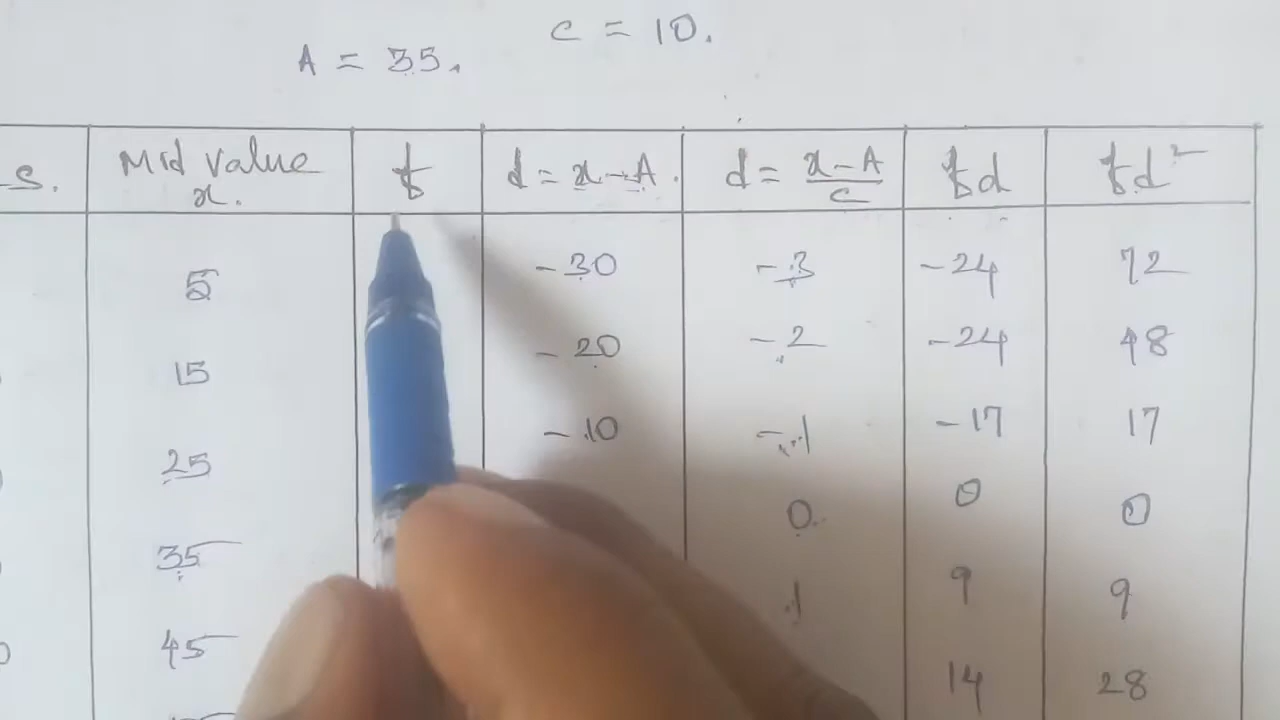 C = 10.
A = 35.
s. Mid value x. f d = x - A. d = x - A / C fd fd²
5 -30 -3 -24 72
15 -20 -2 -24 48
25 -10 -1 -17 17
35 0 0 0
45 1 9 9
14 28